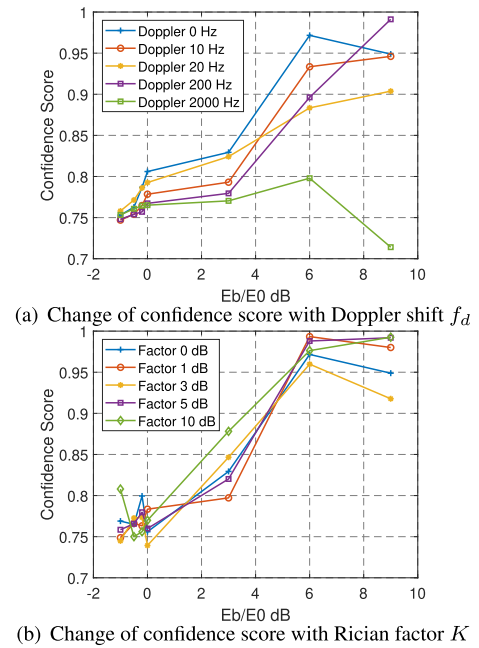 1
0.95
0.9
0.85
0.8
0.75
0.7
Confidence Score
Doppler 0 Hz
Doppler 10 Hz
Doppler 20 Hz
Doppler 200 Hz
Doppler 2000 Hz
-2 0 2 4 6 8 10
Eb/E0 dB
(a) Change of confidence score with Doppler shift f_d
1
0.95
0.9
0.85
0.8
0.75
0.7
Confidence Score
Factor 0 dB
Factor 1 dB
Factor 3 dB
Factor 5 dB
Factor 10 dB
-2 0 2 4 6 8 10
Eb/E0 dB
(b) Change of confidence score with Rician factor K